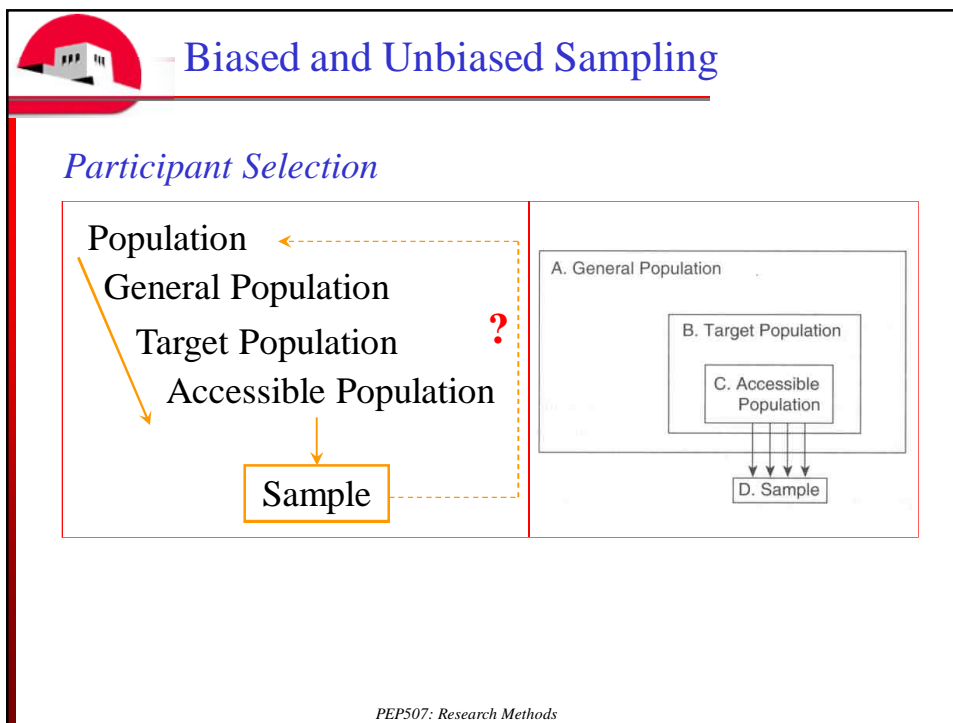 Biased and Unbiased Sampling
Participant Selection
Population
General Population
Target Population
Accessible Population
?
Sample
A. General Population
B. Target Population
C. Accessible
Population
D. Sample
PEP507: Research Methods